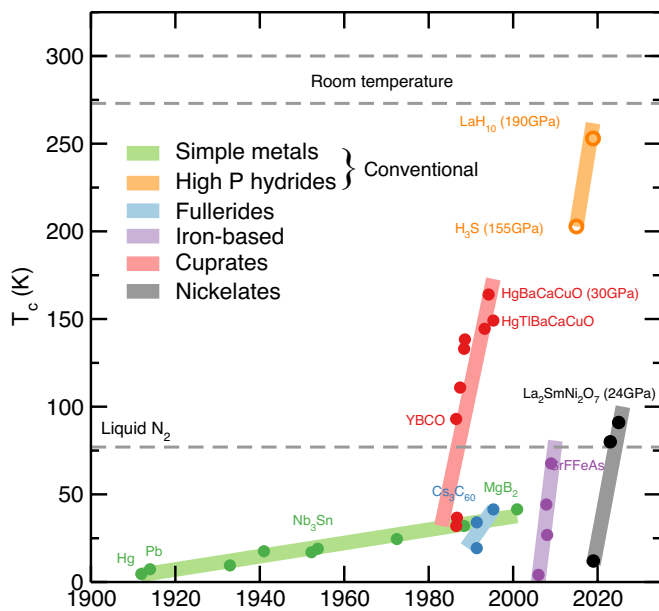 300
Room temperature
250
LaH10 (190GPa)
Simple metals
High P hydrides
Conventional
Fullerides
Iron-based
Cuprates
Nickelates
200
H3S (155GPa)
Tc (K)
150
HgBaCaCuO (30GPa)
HgTlBaCaCuO
100
La2SmNi2O7 (24GPa)
YBCO
Liquid N2
SrFFeAs
50
Cs3C60
MgB2
Nb3Sn
Hg
Pb
0
1900
1920
1940
1960
1980
2000
2020